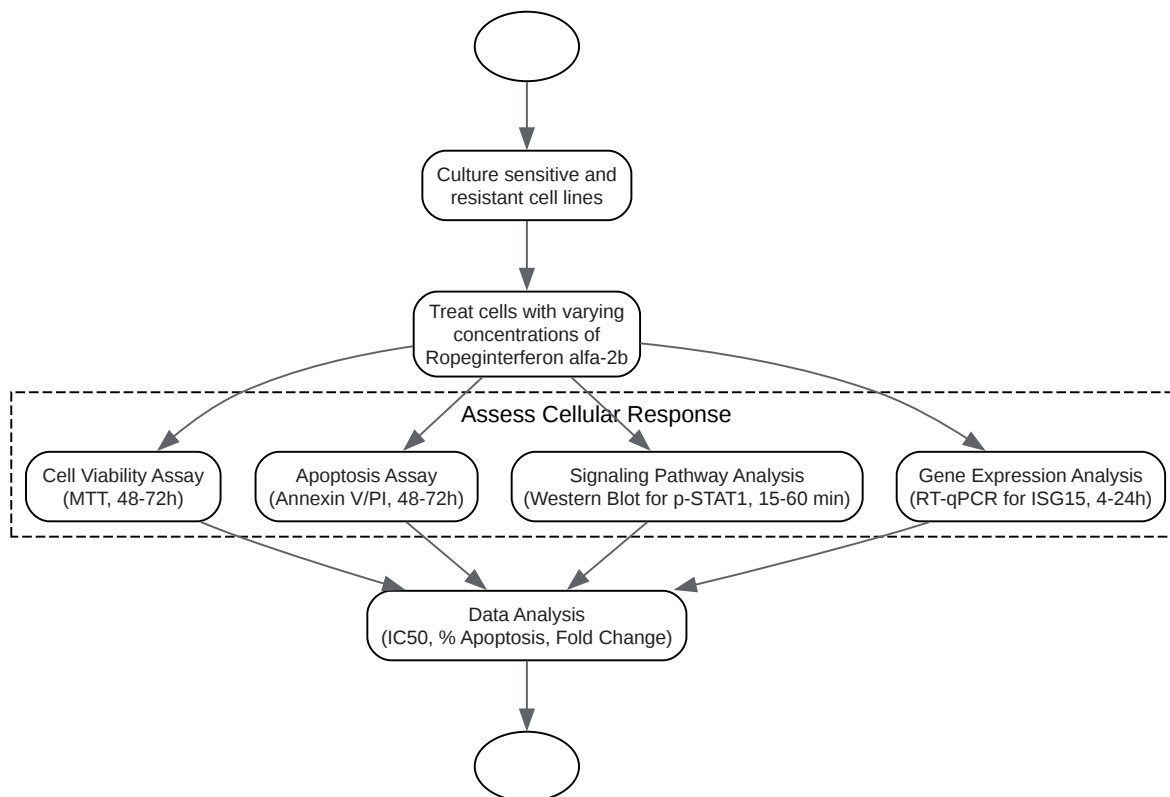 Culture sensitive and
resistant cell lines
Treat cells with varying
concentrations of
Ropeginterferon alfa-2b
Assess Cellular Response
Cell Viability Assay
(MTT, 48-72h)
Apoptosis Assay
(Annexin V/PI, 48-72h)
Signaling Pathway Analysis
(Western Blot for p-STAT1, 15-60 min)
Gene Expression Analysis
(RT-qPCR for ISG15, 4-24h)
Data Analysis
(IC50, % Apoptosis, Fold Change)